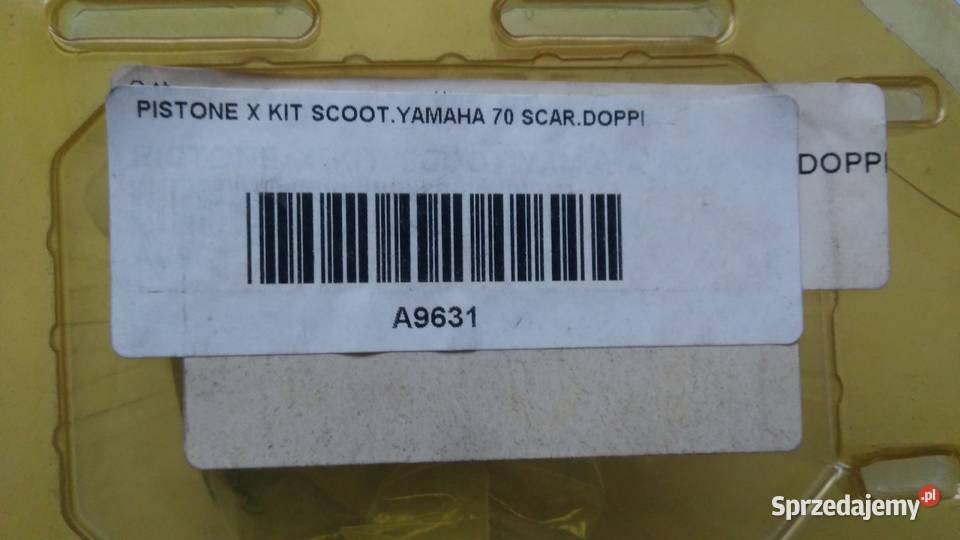 PISTONE X KIT SCOOT.YAMAHA 70 SCAR.DOPPI
DOPPI
A9631
Sprzedajemy.pl